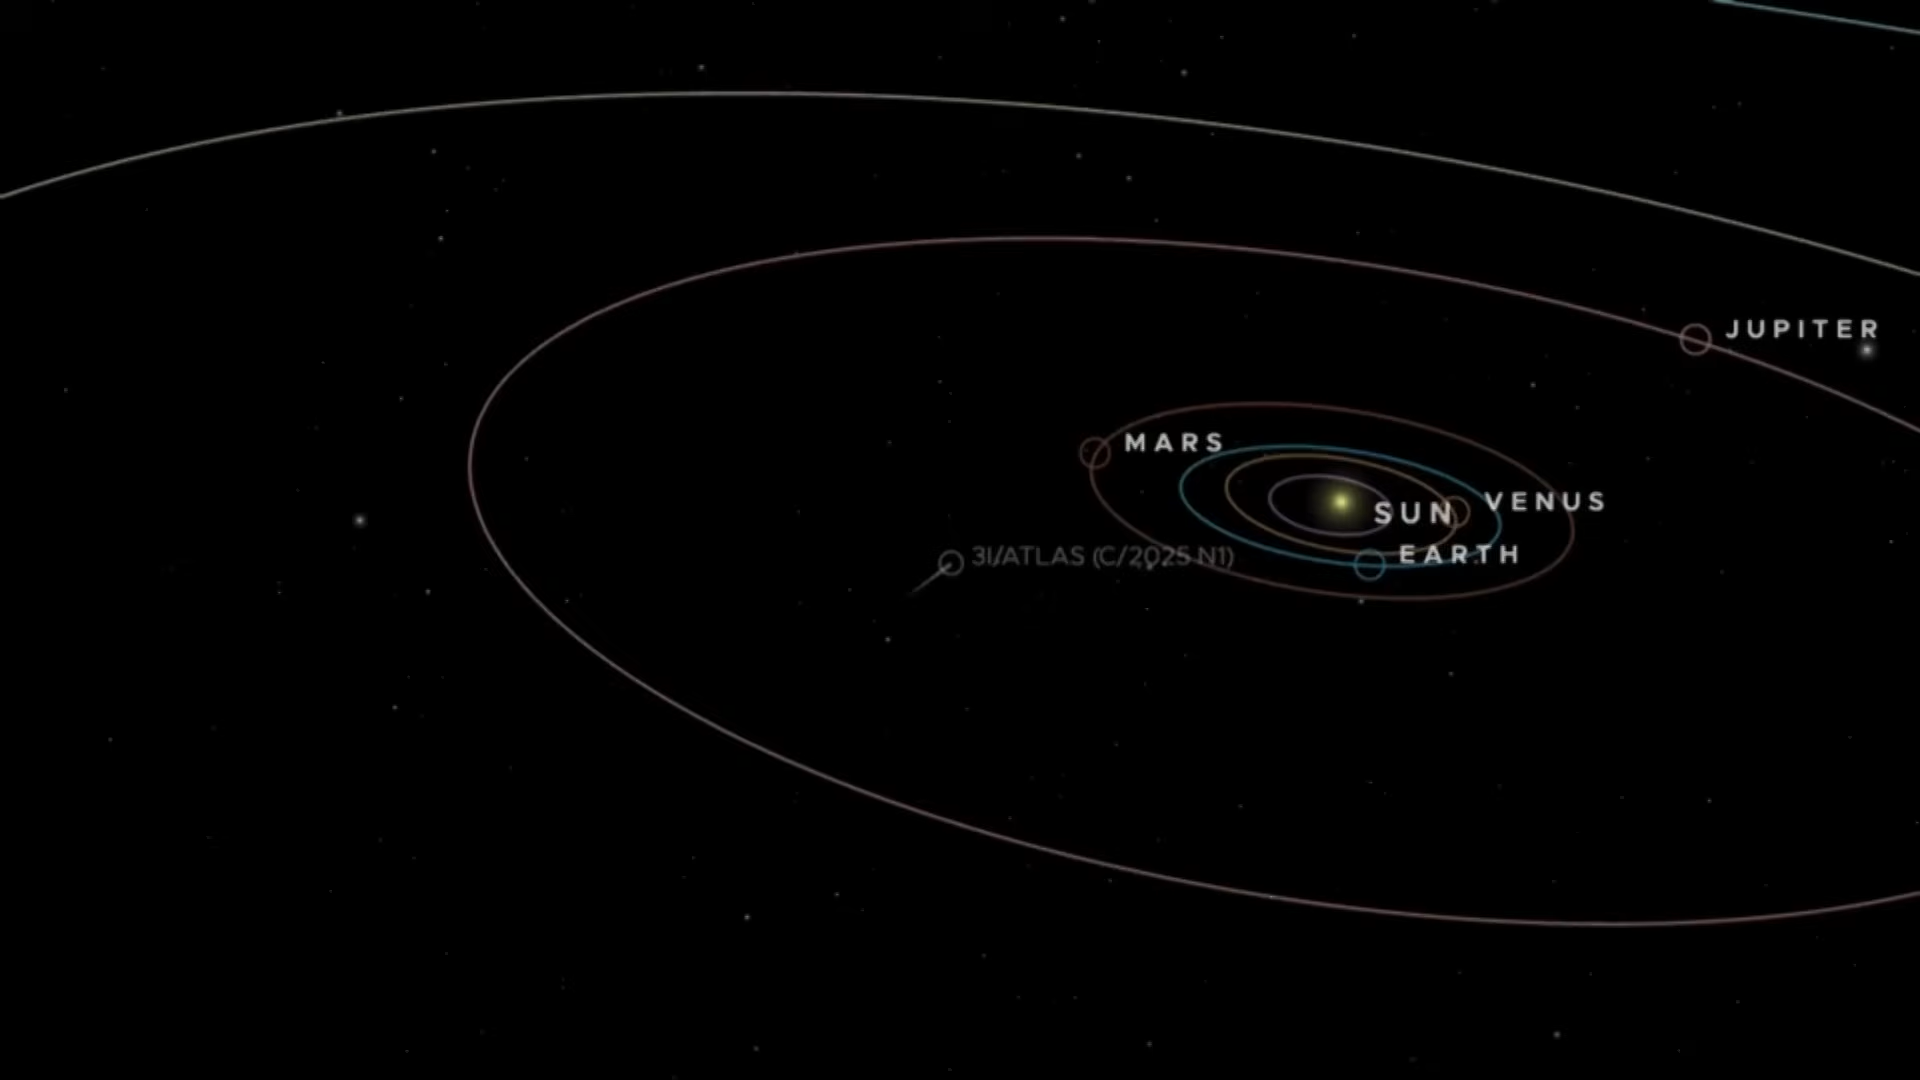 JUPITER
MARS
VENUS
SUN
EARTH
3I/ATLAS (C/2025 N1)